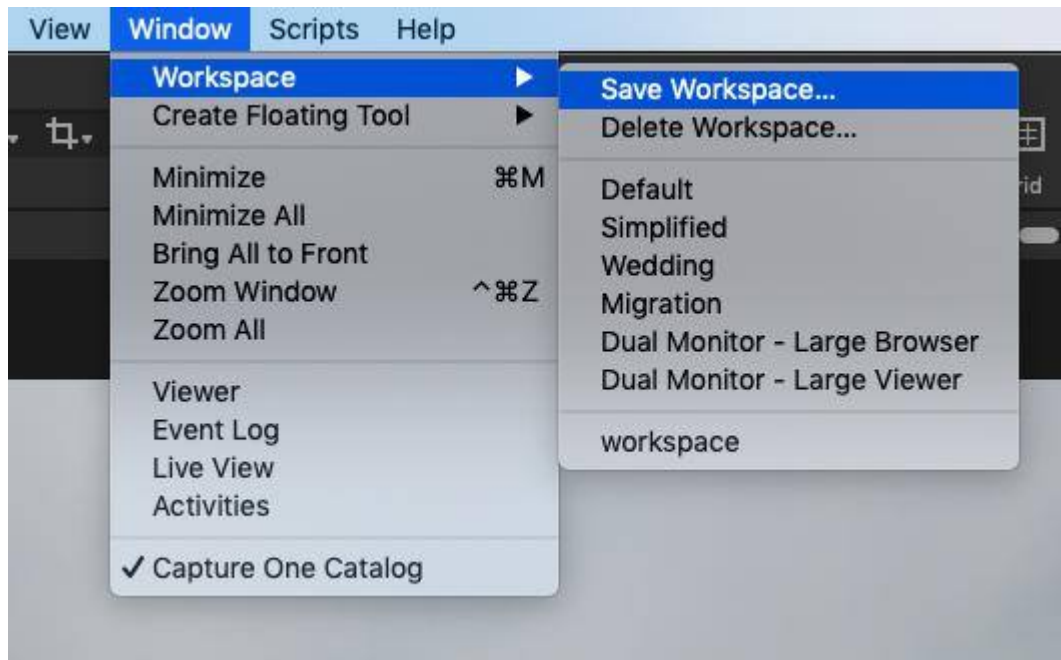 View Window Scripts Help
Workspace
Create Floating Tool
Minimize ⌘M
Minimize All
Bring All to Front
Zoom Window ^⌘Z
Zoom All
Viewer
Event Log
Live View
Activities
✓ Capture One Catalog
Save Workspace...
Delete Workspace...
Default
Simplified
Wedding
Migration
Dual Monitor - Large Browser
Dual Monitor - Large Viewer
workspace
rid